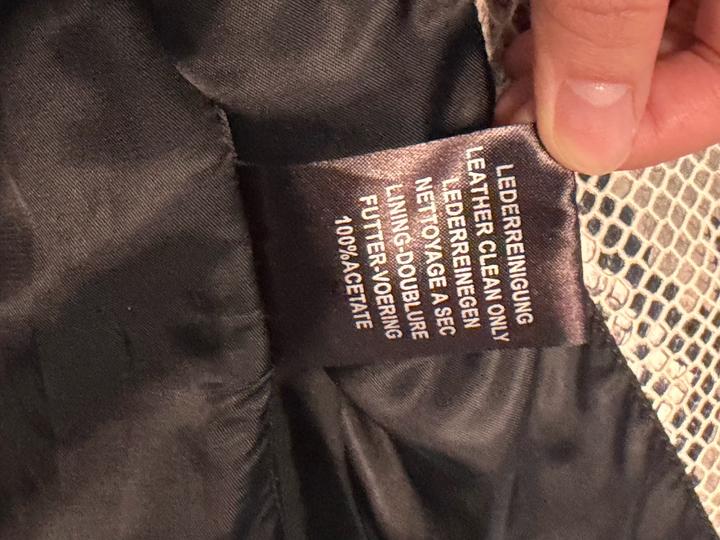 LEDERREINIGUNG
LEATHER CLEAN ONLY
LEDERREINEGEN
NETTOYAGE A SEC
LINING-DOUBLURE
FUTTER-VOERING
100%ACETATE